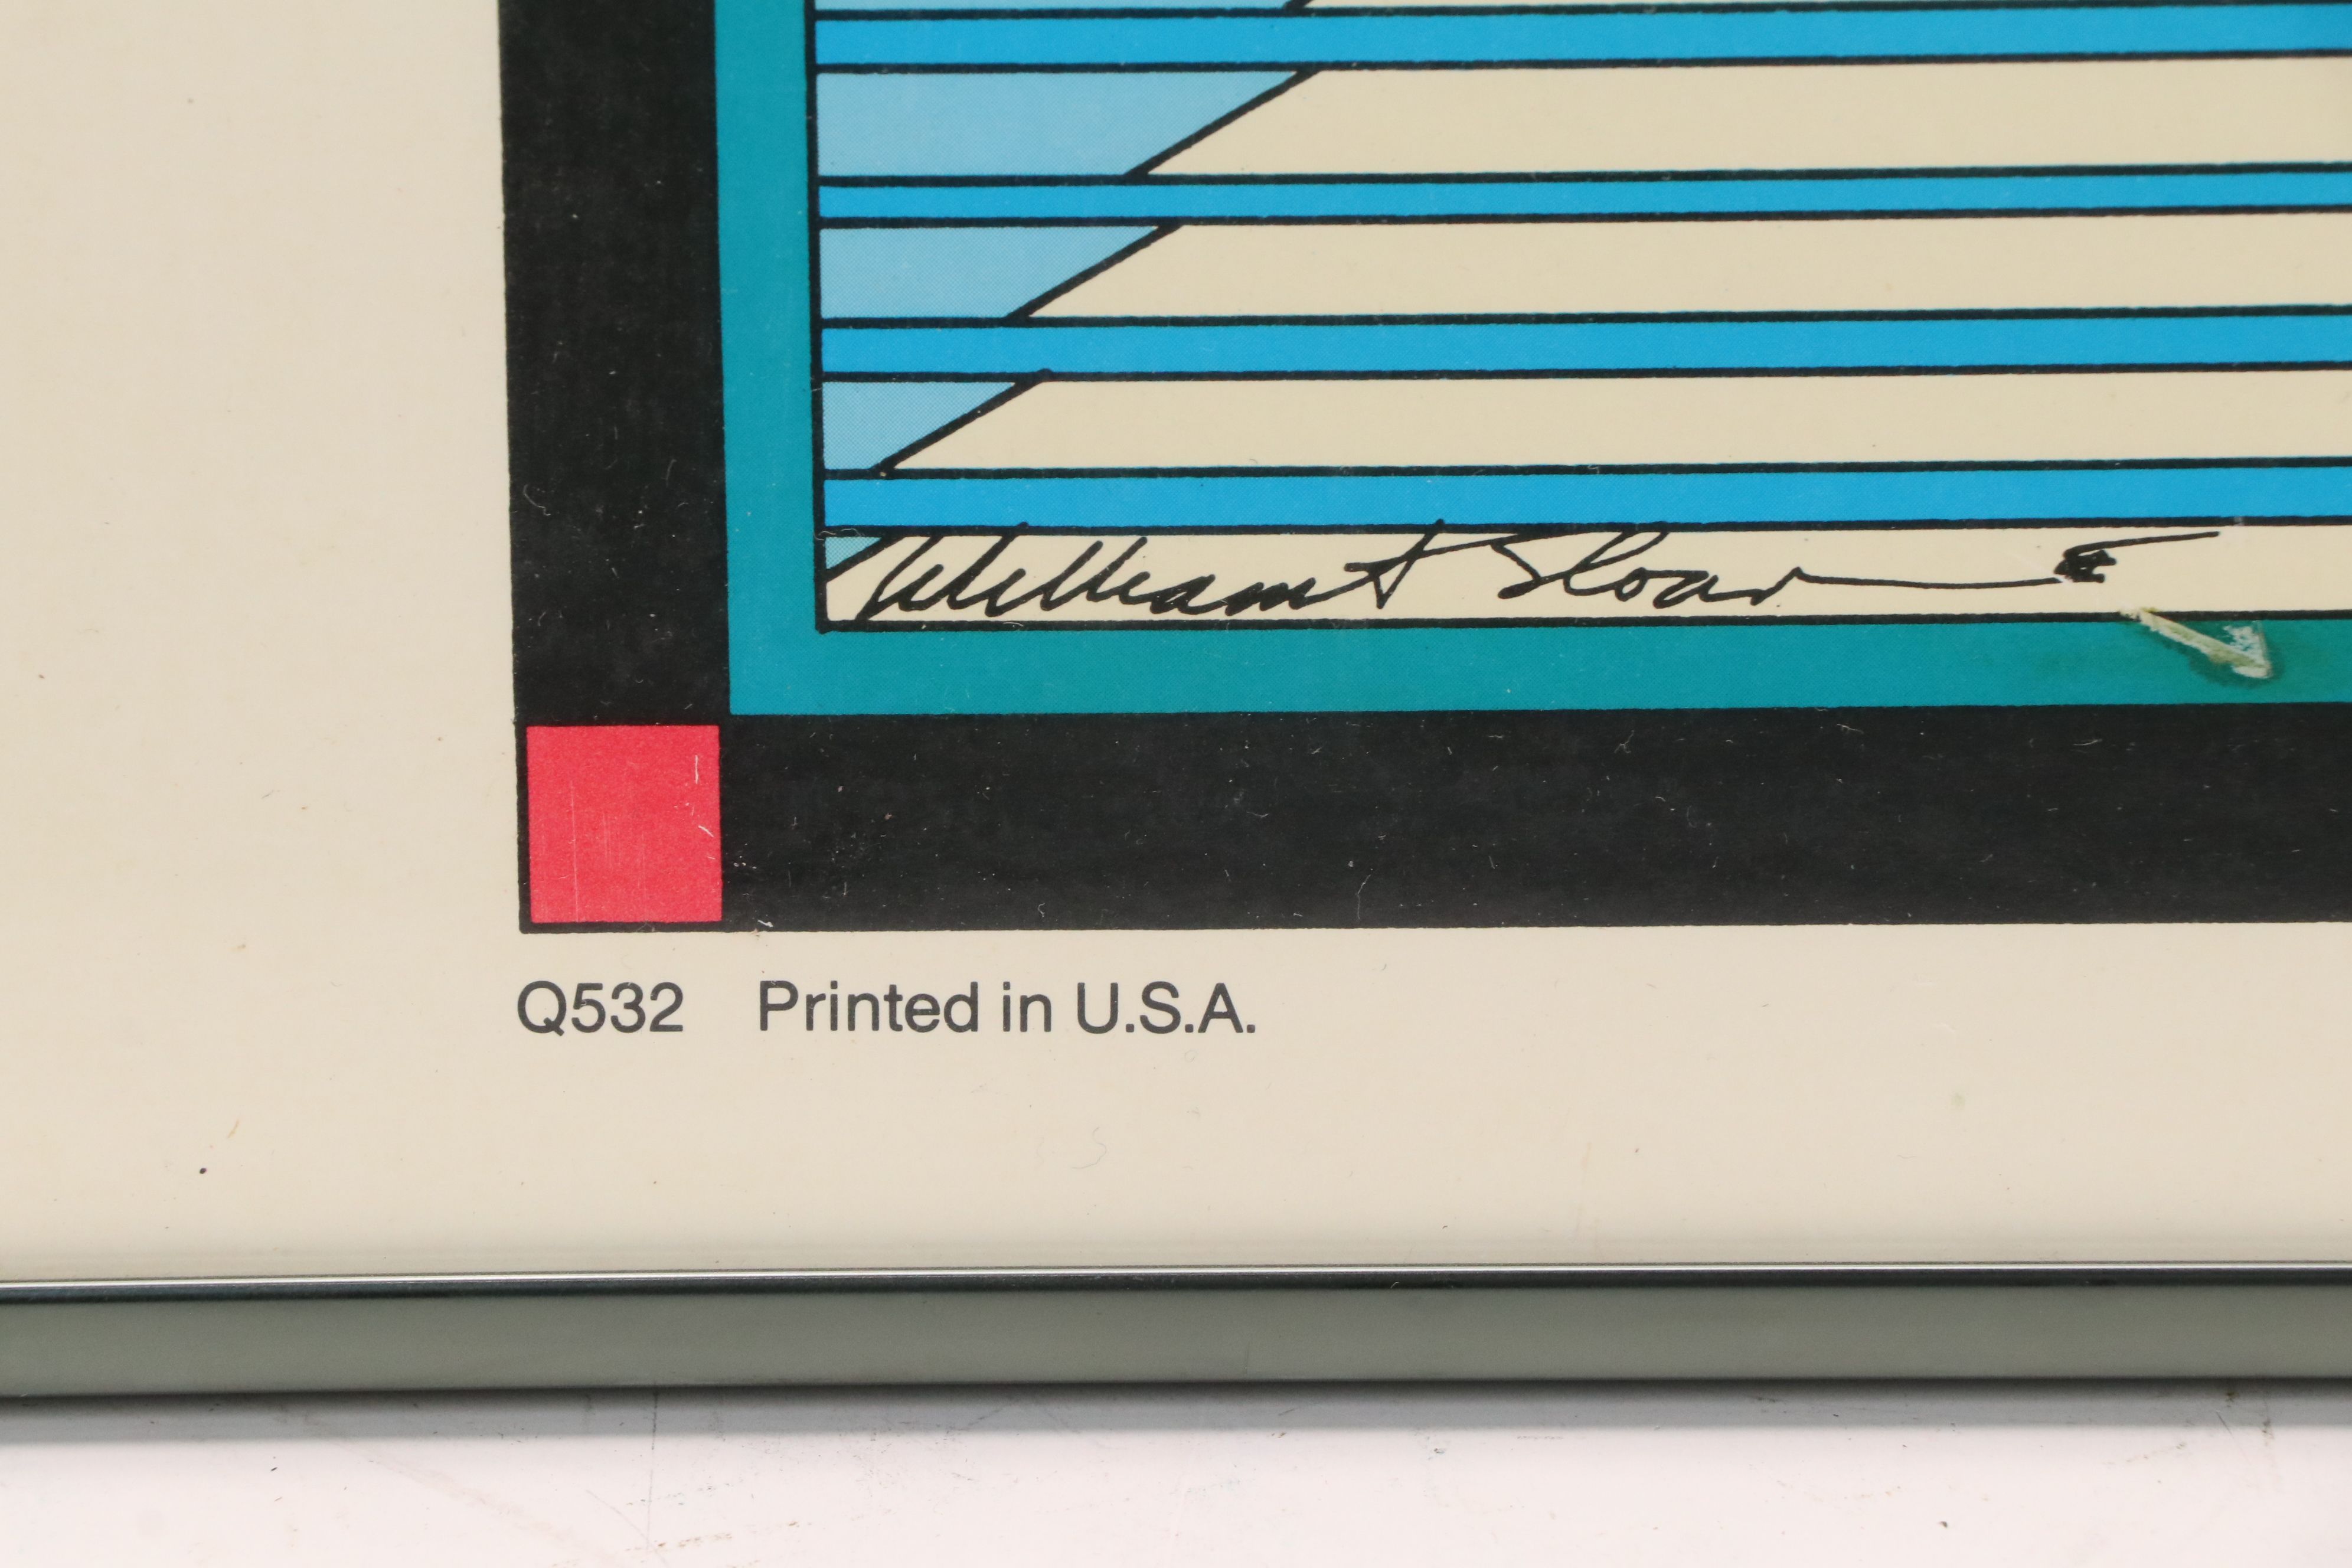 William A Sloan
Q532 Printed in U.S.A.